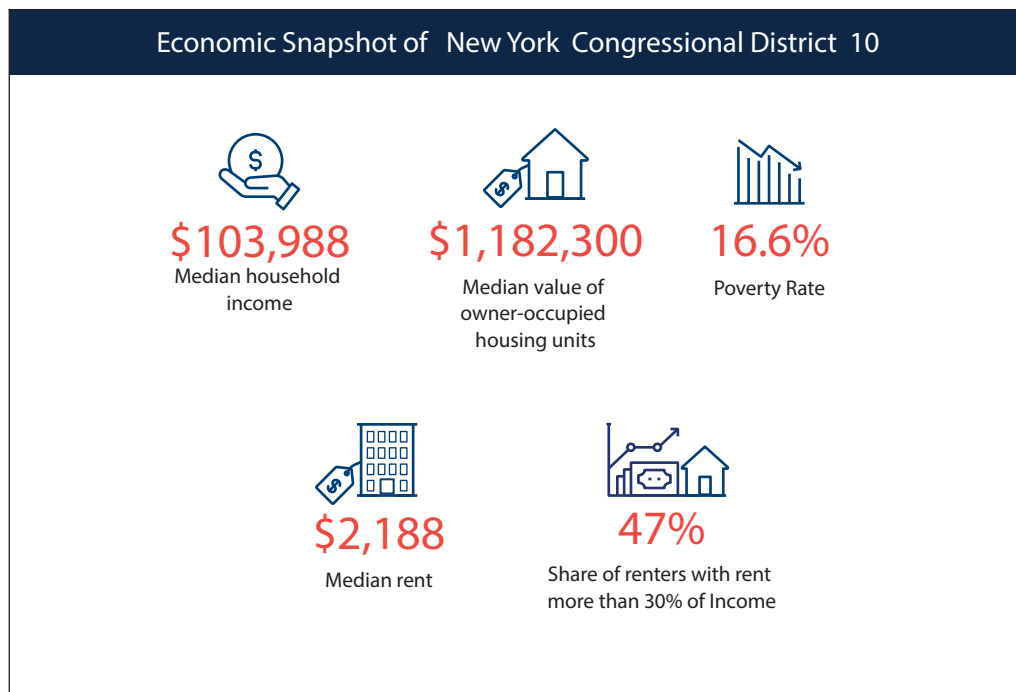 Economic Snapshot of New York Congressional District 10
$
$
$103,988
Median household
income
$1,182,300
Median value of
owner-occupied
housing units
16.6%
Poverty Rate
$
$2,188
Median rent
47%
Share of renters with rent
more than 30% of Income